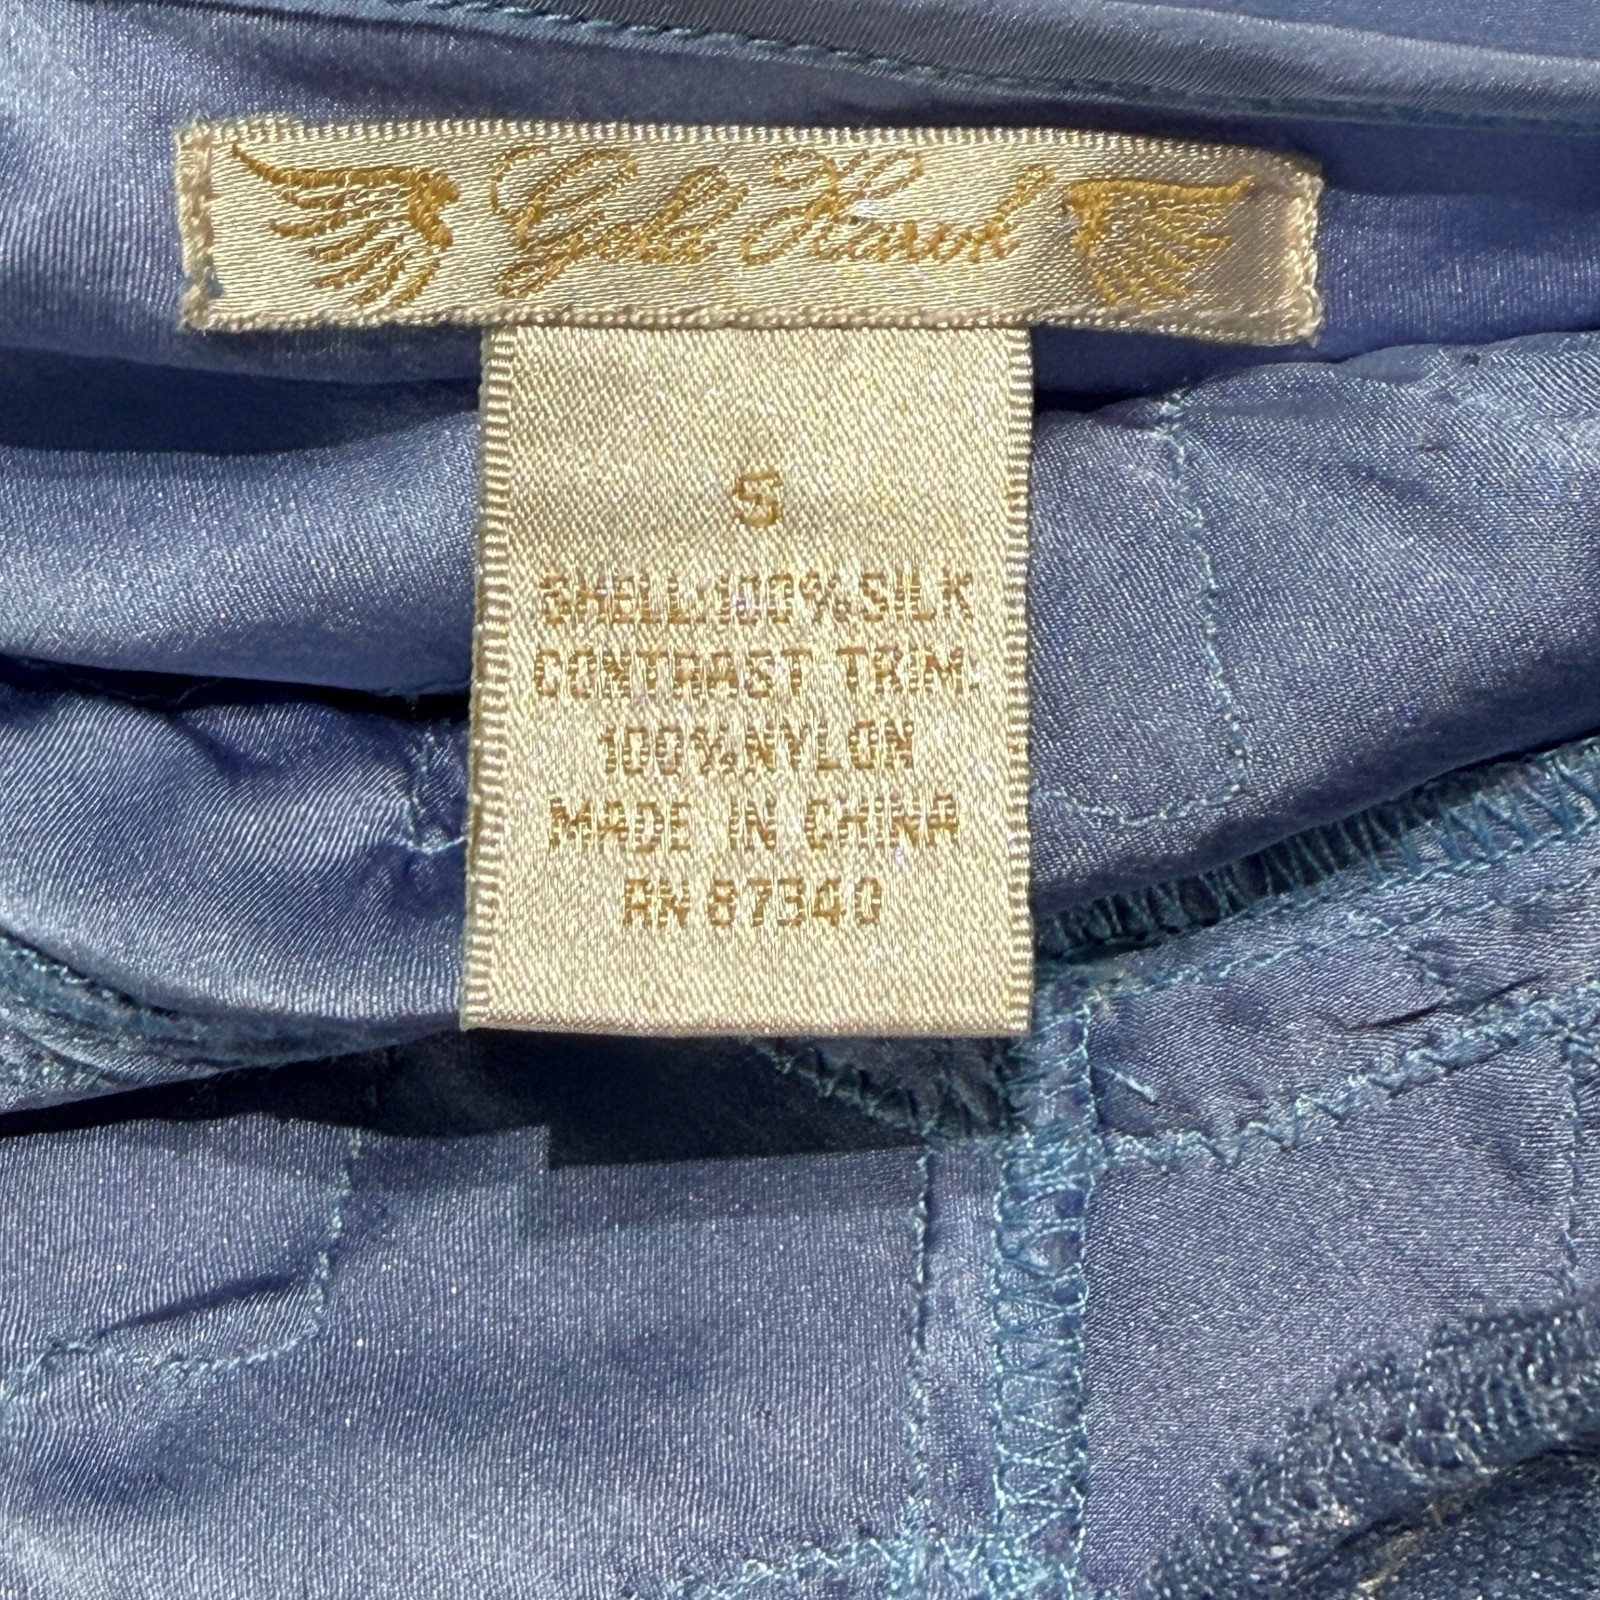 Gold Hawk
S
SHELL:100% SILK
CONTRAST TRIM:
100% NYLON
MADE IN CHINA
RN 87340